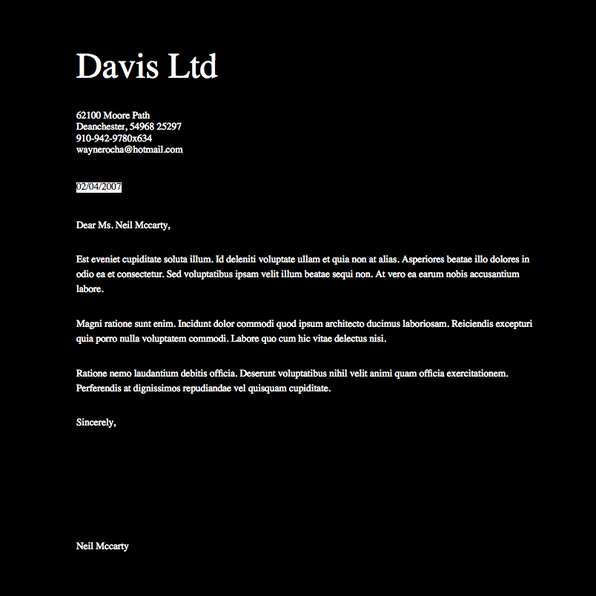 Davis Ltd
62100 Moore Path
Deanchester, 54968 25297
910-942-9780x634
waynerocha@hotmail.com
02/04/2007
Dear Ms. Neil Mccarty,
Est eveniet cupiditate soluta illum. Id deleniti voluptate ullam et quia non at alias. Asperiores beatae illo dolores in
odio ea et consectetur. Sed voluptatibus ipsam velit illum beatae sequi non. At vero ea earum nobis accusantium
labore.
Magni ratione sunt enim. Incidunt dolor commodi quod ipsum architecto ducimus laboriosam. Reiciendis excepturi
quia porro nulla voluptatem commodi. Labore quo cum hic vitae delectus nisi.
Ratione nemo laudantium debitis officia. Deserunt voluptatibus nihil velit animi quam officia exercitationem.
Perferendis at dignissimos repudiandae vel quisquam cupiditate.
Sincerely,
Neil Mccarty